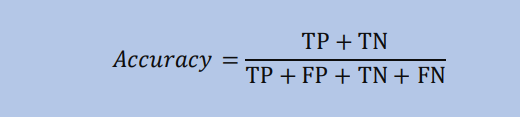 Accuracy = TP + TN / TP + FP + TN + FN